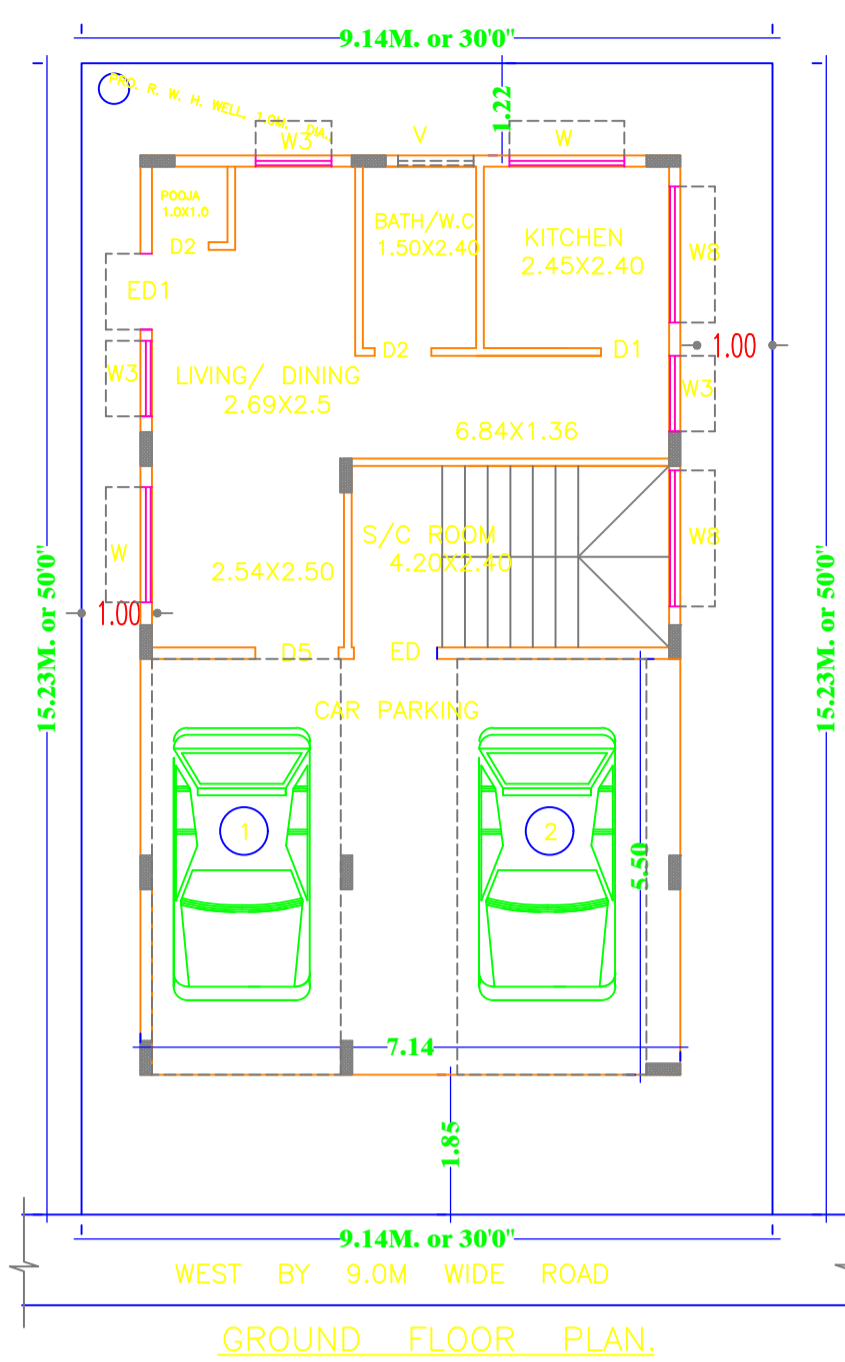 9.14M. or 30'0"
PRO. R. W. H. WELL. 1.0M. DIA.
1.22
W3
V
W
POOJA
1.0X1.0
D2
BATH/W.C
1.50X2.40
KITCHEN
2.45X2.40
W8
ED1
1.00
W3
D2
D1
LIVING/ DINING
2.69X2.5
W3
6.84X1.36
S/C ROOM
4.20X2.40
W8
W
2.54X2.50
15.23M. or 50'0"
15.23M. or 50'0"
1.00
D5
ED
CAR PARKING
1
2
5.50
7.14
1.85
9.14M. or 30'0"
WEST BY 9.0M WIDE ROAD
GROUND FLOOR PLAN.